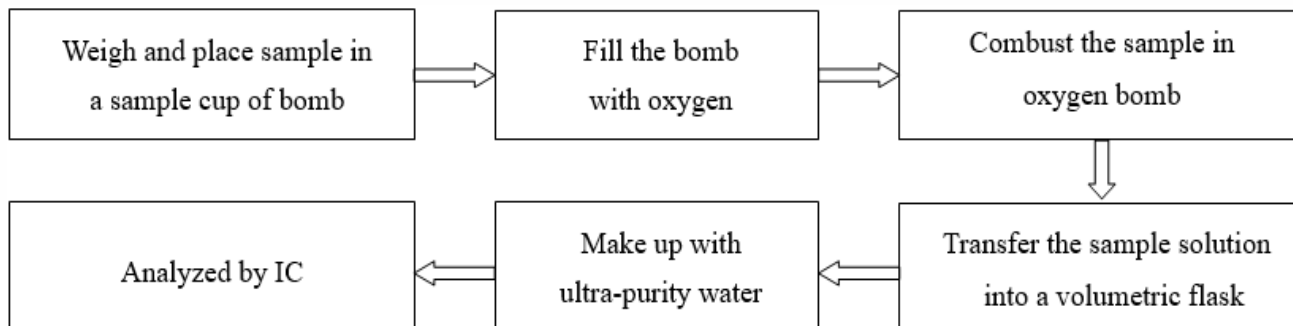 Weigh and place sample in
a sample cup of bomb
Fill the bomb
with oxygen
Combust the sample in
oxygen bomb
Transfer the sample solution
into a volumetric flask
Make up with
ultra-purity water
Analyzed by IC